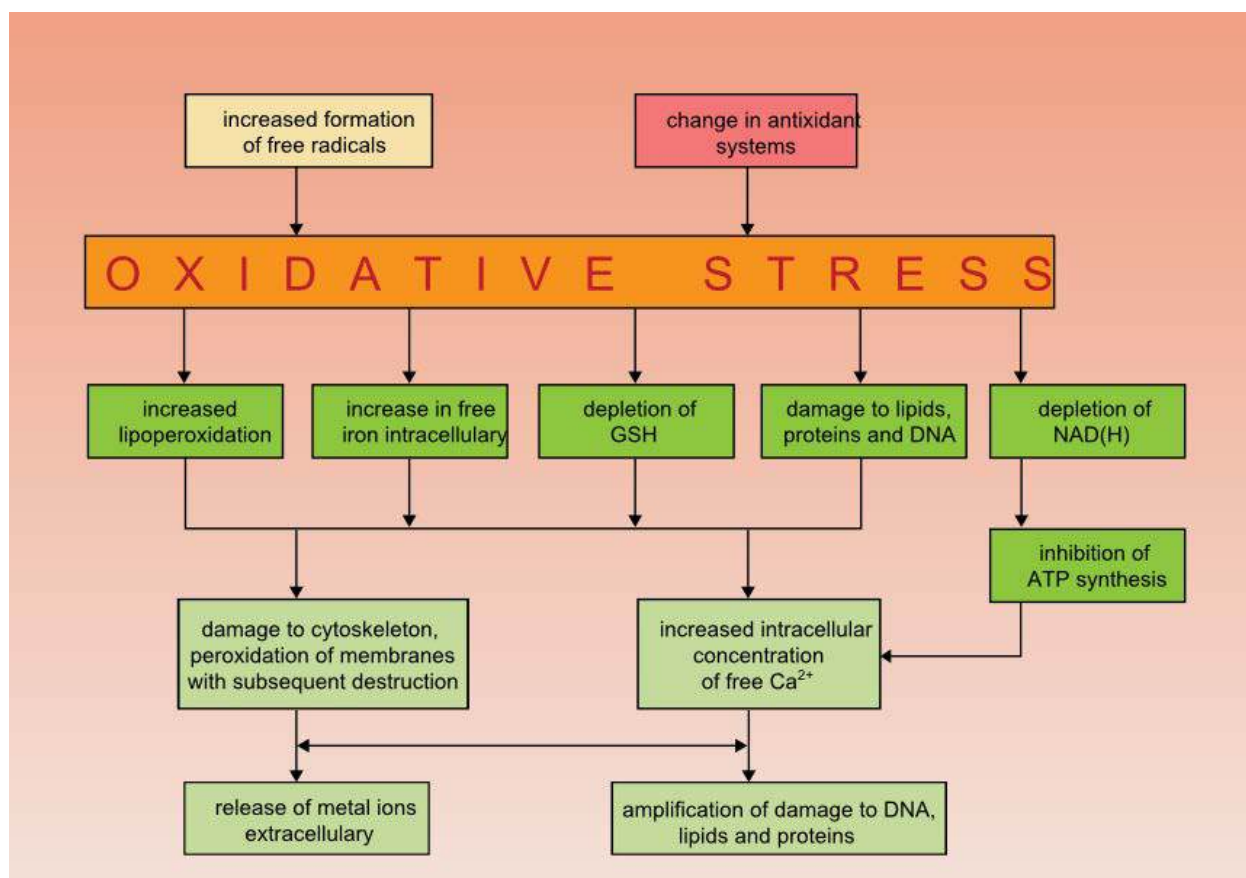 increased formation
of free radicals
change in antixidant
systems
OXIDATIVE STRESS
increased
lipoperoxidation
increase in free
iron intracellulary
depletion of
GSH
damage to lipids,
proteins and DNA
depletion of
NAD(H)
inhibition of
ATP synthesis
damage to cytoskeleton,
peroxidation of membranes
with subsequent destruction
increased intracellular
concentration
of free Ca²⁺
release of metal ions
extracellulary
amplification of damage to DNA,
lipids and proteins